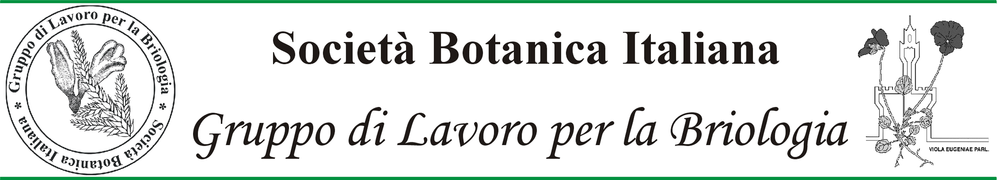 Gruppo di Lavoro per la Briologia
* Società Botanica Italiana *
Società Botanica Italiana
Gruppo di Lavoro per la Briologia
VIOLA EUGENIAE PARL.